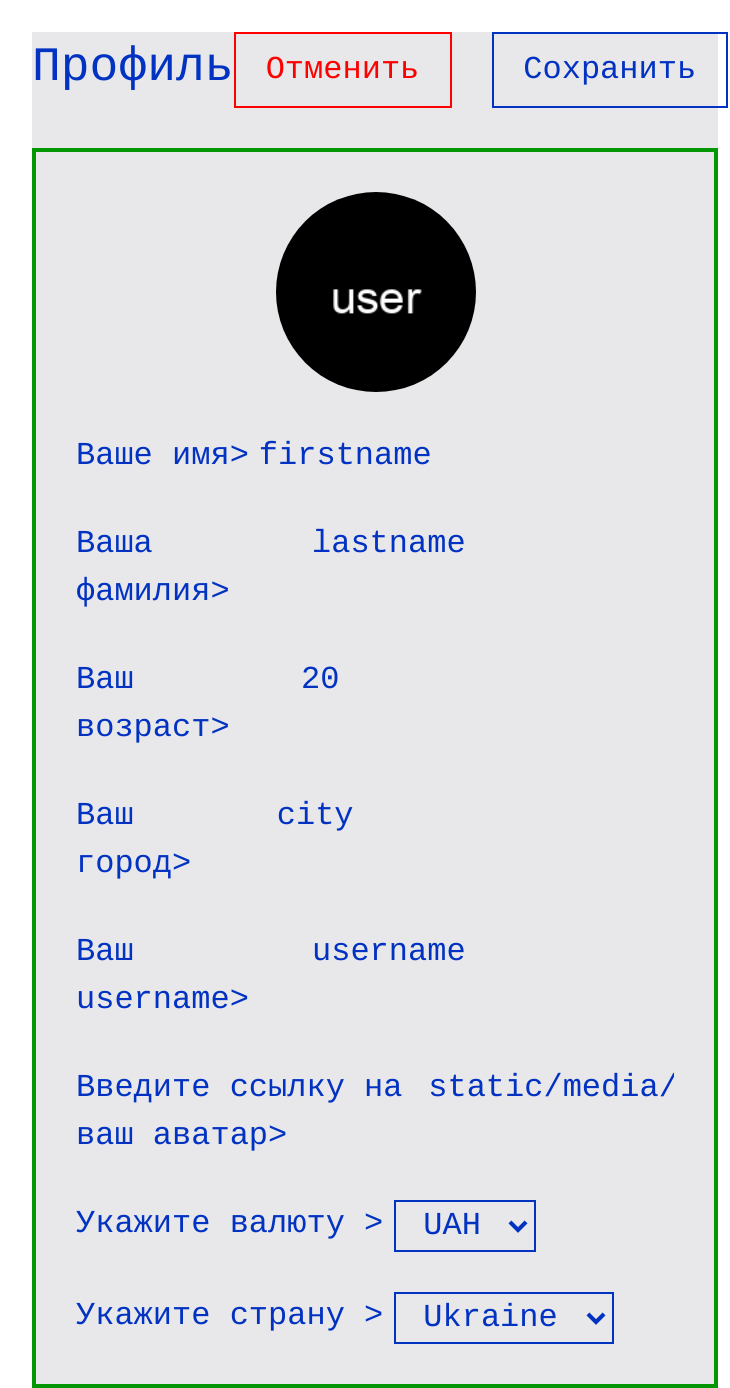 Профиль Отменить Сохранить
user
Ваше имя> firstname
Ваша lastname
фамилия>
Ваш 20
возраст>
Ваш city
город>
Ваш username
username>
Введите ссылку на static/media/
ваш аватар>
Укажите валюту > UAH
Укажите страну > Ukraine